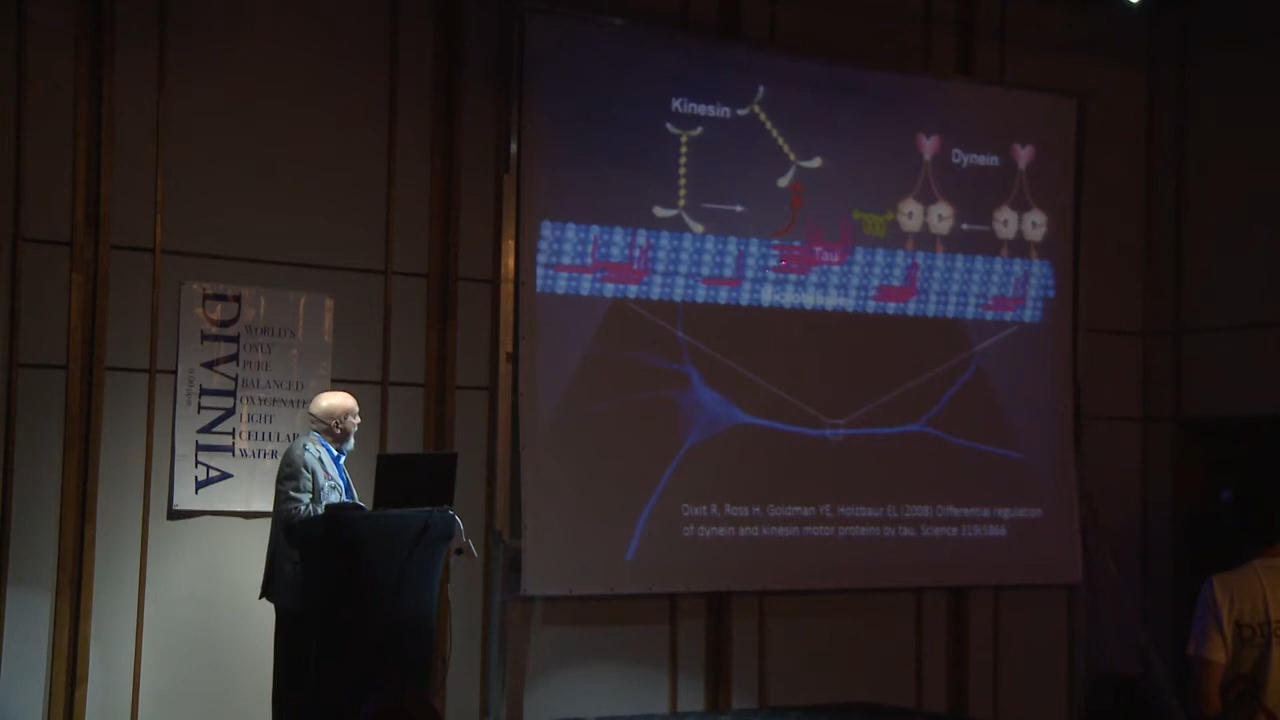 Kinesin
Dynein
Tau
Dixit R, Ross H, Goldman YE, Holzbaur EL (2008) Differential regulation
of dynein and kinesin motor proteins by tau. Science 319(5866
DIVINIA
WORLD'S
ONLY
PURE
BALANCED
OXYGENATED
LIGHT
CELLULAR
WATER